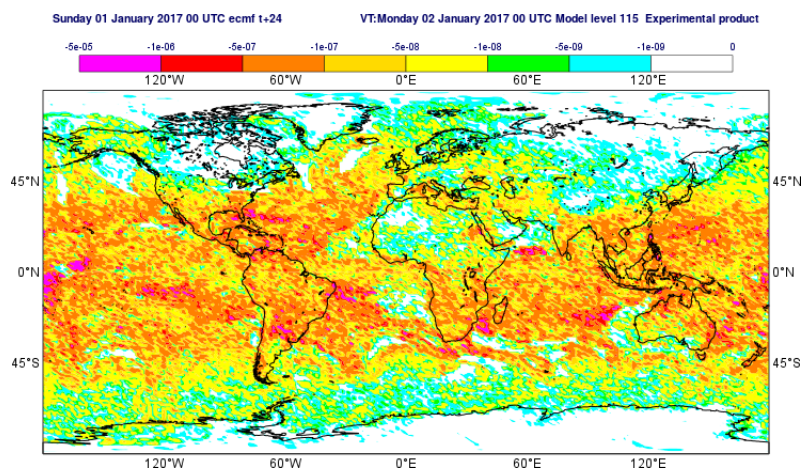 Sunday 01 January 2017 00 UTC ecmf t+24 VT:Monday 02 January 2017 00 UTC Model level 115 Experimental product
-5e-05 -1e-06 -5e-07 -1e-07 -5e-08 -1e-08 -5e-09 -1e-09 0
120°W 60°W 0°E 60°E 120°E
45°N 45°N
0°N 0°N
45°S 45°S
120°W 60°W 0°E 60°E 120°E